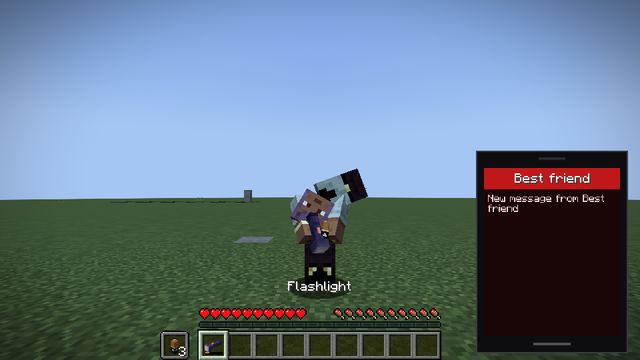 Best friend
New message from Best
friend
Flashlight
3